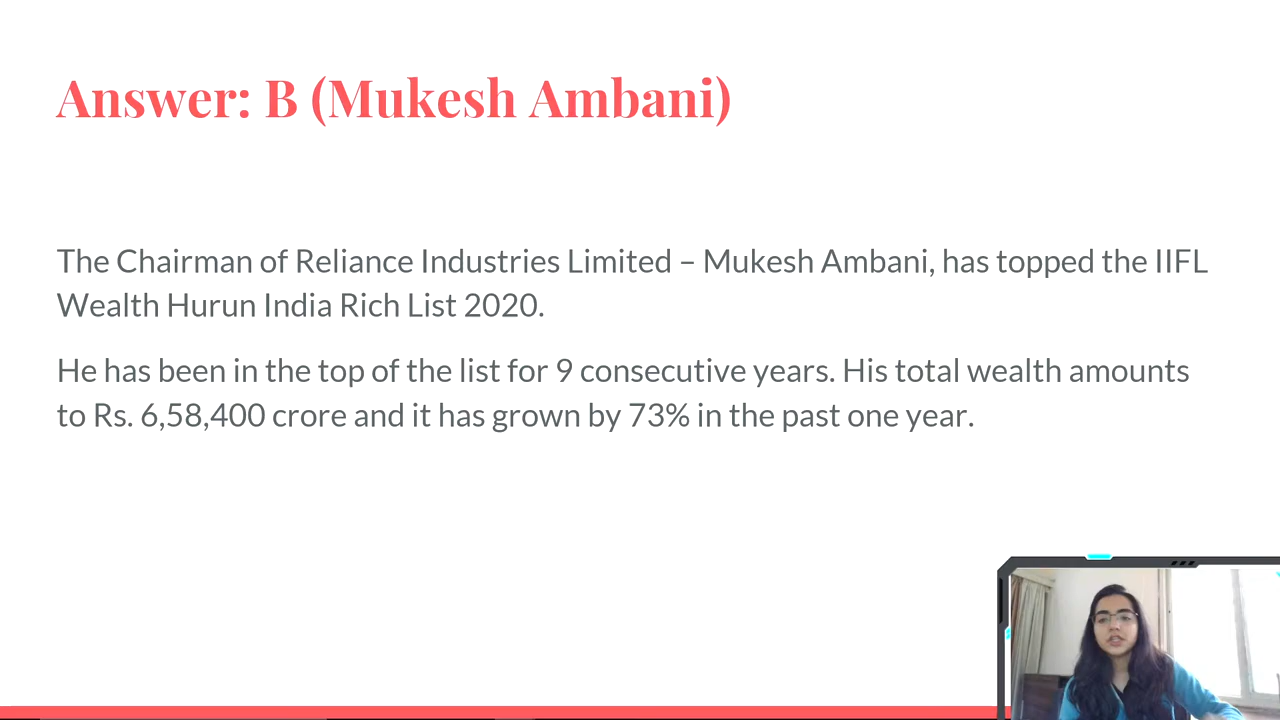 Answer: B (Mukesh Ambani)
The Chairman of Reliance Industries Limited – Mukesh Ambani, has topped the IIFL
Wealth Hurun India Rich List 2020.
He has been in the top of the list for 9 consecutive years. His total wealth amounts
to Rs. 6,58,400 crore and it has grown by 73% in the past one year.